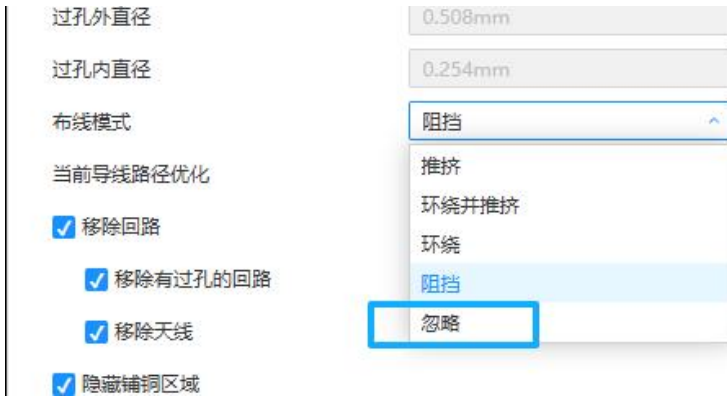 过孔外直径
0.508mm
过孔内直径
0.254mm
布线模式
阻挡
推挤
当前导线路径优化
环绕并推挤
移除回路
环绕
移除有过孔的回路
阻挡
移除天线
忽略
隐藏铺铜区域